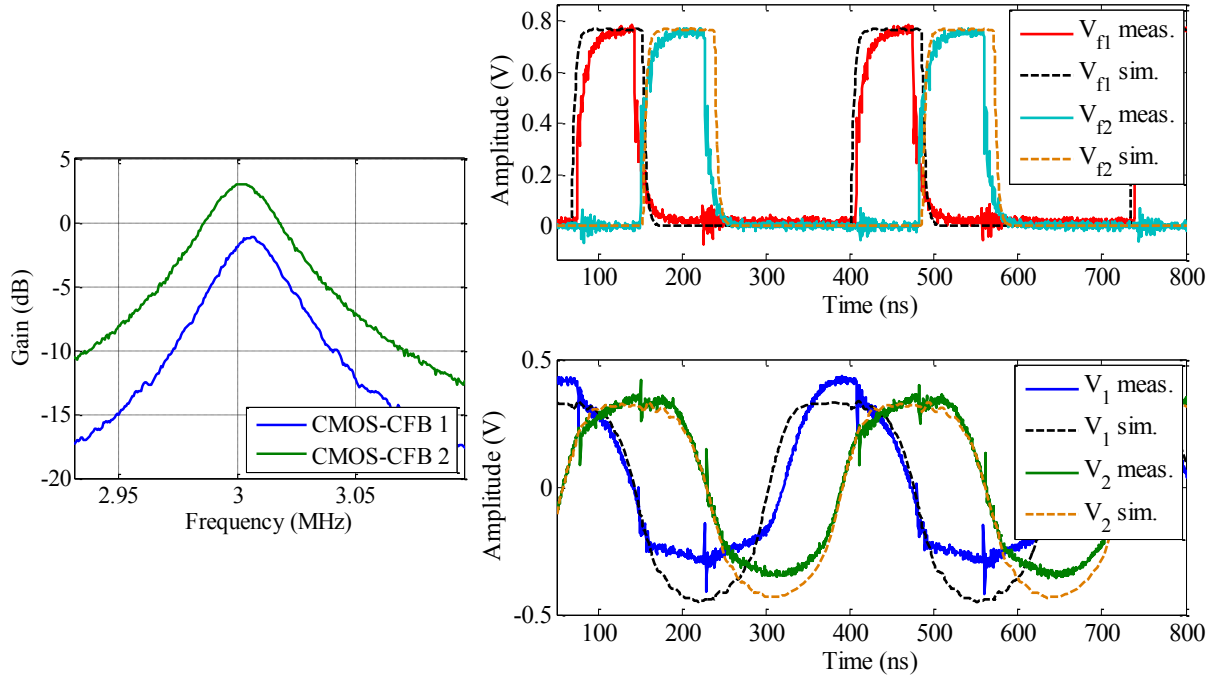 5
0
-5
-10
-15
-20
2.95
3
3.05
Gain (dB)
Frequency (MHz)
CMOS-CFB 1
CMOS-CFB 2
0.8
0.6
0.4
0.2
0
100
200
300
400
500
600
700
800
Amplitude (V)
Time (ns)
V_f1 meas.
V_f1 sim.
V_f2 meas.
V_f2 sim.
0.5
0
-0.5
100
200
300
400
500
600
700
800
Amplitude (V)
Time (ns)
V_1 meas.
V_1 sim.
V_2 meas.
V_2 sim.